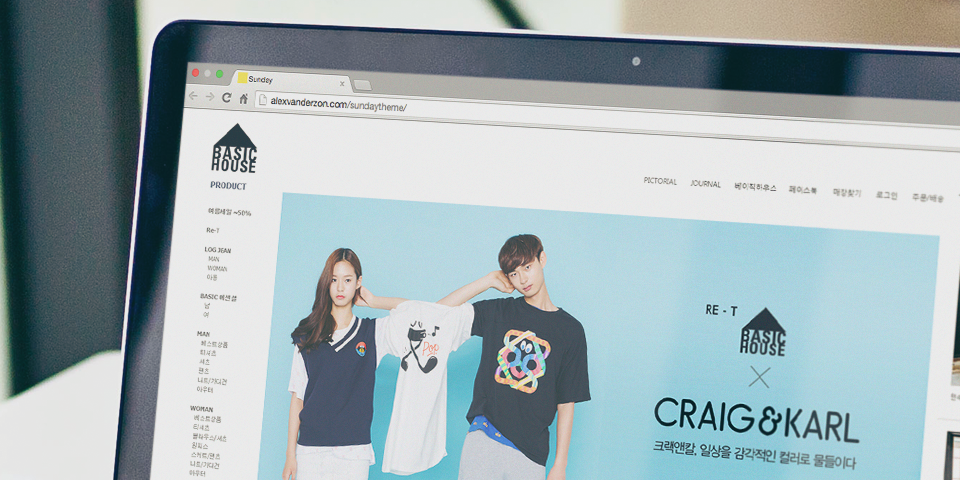 Sunday
alexvanderzon.com/sundaytheme/
BASIC
HOUSE
PICTORIAL JOURNAL 베이직하우스 페이스북 매장찾기 로그인 주문/배송
PRODUCT
여름세일 ~50%
Re-T
LOG JEAN
MAN
WOMAN
아동
BASIC
남
여
MAN
베스트상품
티셔츠
셔츠
팬츠
니트/가디건
아우터
WOMAN
베스트상품
티셔츠
블라우스/셔츠
원피스
스커트/팬츠
니트/가디건
아우터
POP
RE - T
BASIC
HOUSE
CRAIG&KARL
크랙앤칼, 일상을 감각적인 컬러로 물들이다